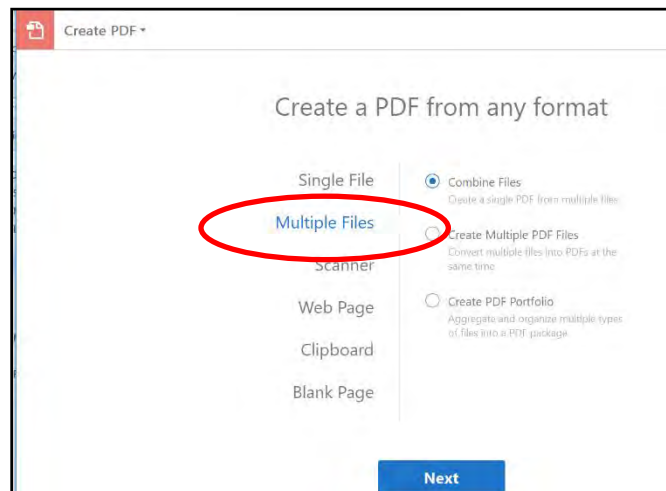 Create PDF
Create a PDF from any format
Single File
Multiple Files
Scanner
Web Page
Clipboard
Blank Page
Combine Files
Create a single PDF from multiple files.
Create Multiple PDF Files
Convert multiple files into PDFs at the
same time
Create PDF Portfolio
Aggregate and organize multiple types
of files into a PDF package.
Next